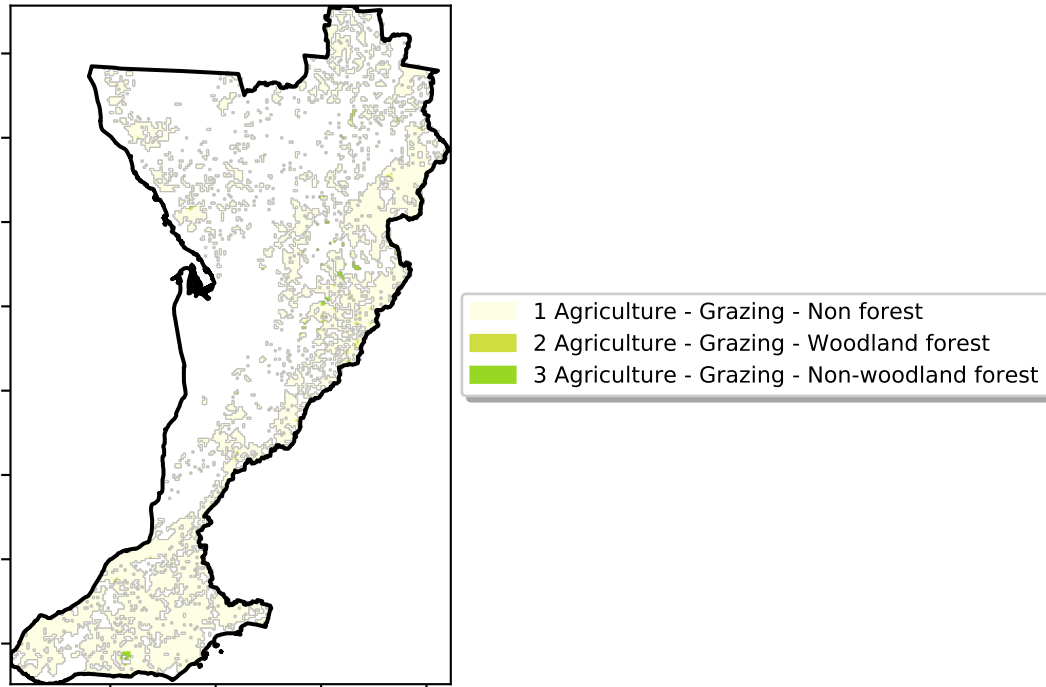 1 Agriculture - Grazing - Non forest
2 Agriculture - Grazing - Woodland forest
3 Agriculture - Grazing - Non-woodland forest